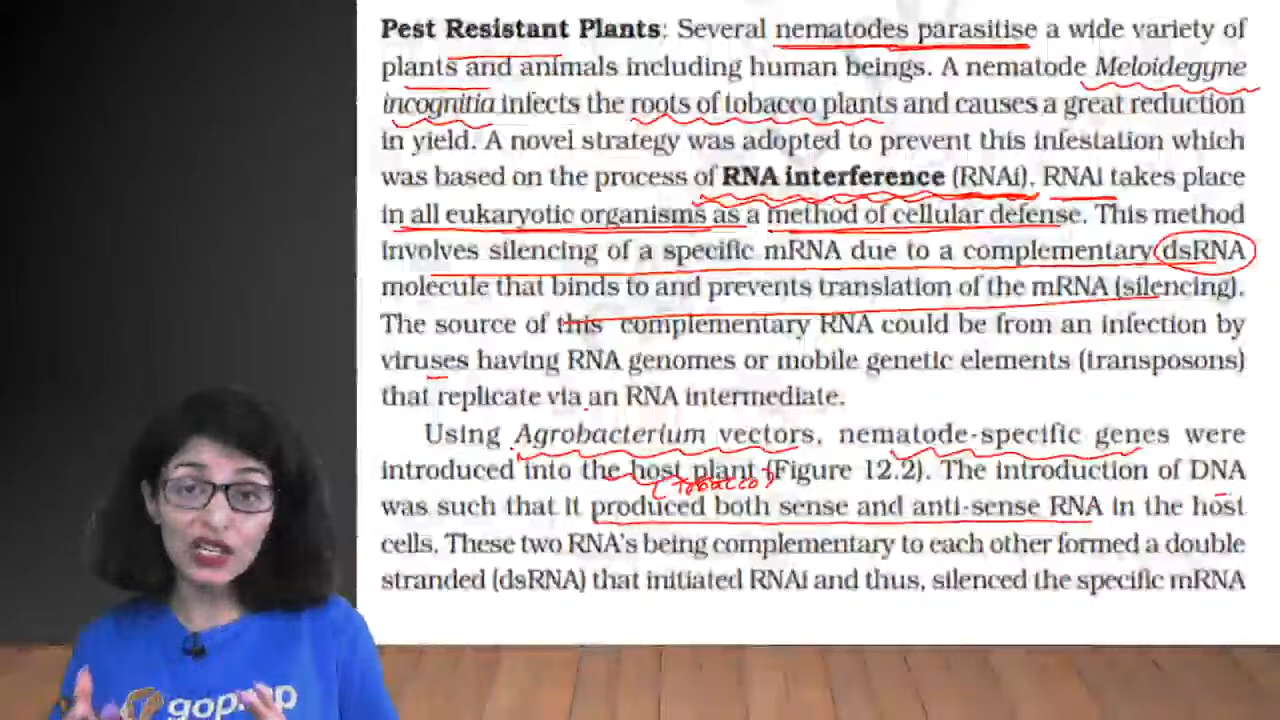 Pest Resistant Plants: Several nematodes parasitise a wide variety of
plants and animals including human beings. A nematode Meloidegyne
incognitia infects the roots of tobacco plants and causes a great reduction
in yield. A novel strategy was adopted to prevent this infestation which
was based on the process of RNA interference (RNAi). RNAi takes place
in all eukaryotic organisms as a method of cellular defense. This method
involves silencing of a specific mRNA due to a complementary dsRNA
molecule that binds to and prevents translation of the mRNA (silencing).
The source of this complementary RNA could be from an infection by
viruses having RNA genomes or mobile genetic elements (transposons)
that replicate via an RNA intermediate.
Using Agrobacterium vectors, nematode-specific genes were
introduced into the host plant (Figure 12.2). The introduction of DNA
(tobacco)
was such that it produced both sense and anti-sense RNA in the host
cells. These two RNA's being complementary to each other formed a double
stranded (dsRNA) that initiated RNAi and thus, silenced the specific mRNA